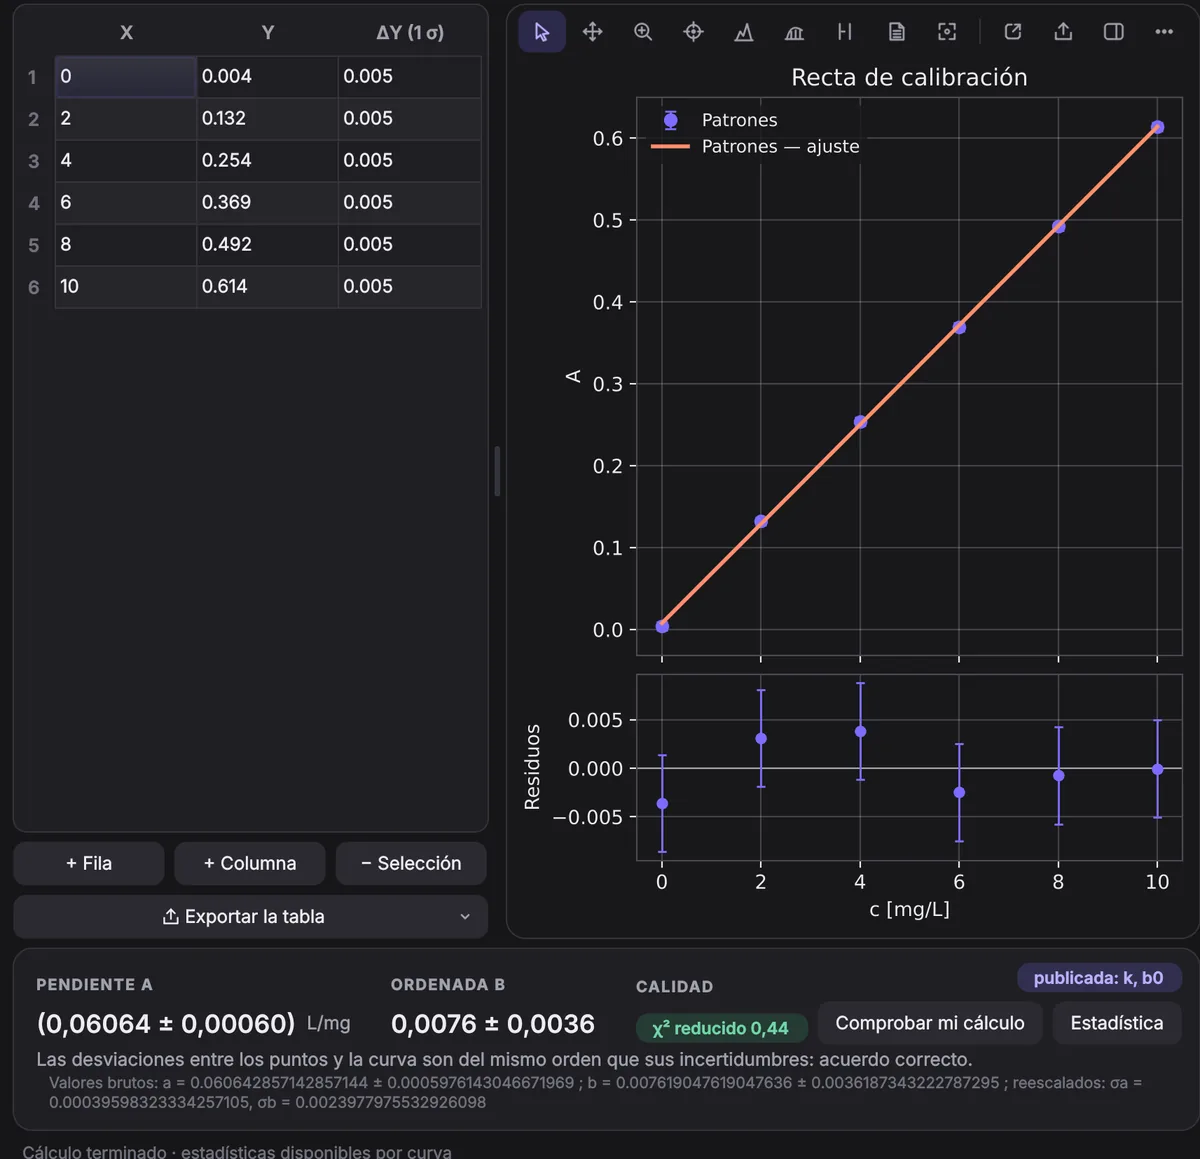 X Y ΔY (1 σ)
1 0 0.004 0.005
2 2 0.132 0.005
3 4 0.254 0.005
4 6 0.369 0.005
5 8 0.492 0.005
6 10 0.614 0.005
+ Fila + Columna − Selección
Exportar la tabla
Recta de calibración
Patrones
Patrones — ajuste
0.6
0.5
0.4
A
0.3
0.2
0.1
0.0
Residuos
0.005
0.000
−0.005
0 2 4 6 8 10
c [mg/L]
PENDIENTE A ORDENADA B CALIDAD publicada: k, b0
(0,06064 ± 0,00060) L/mg 0,0076 ± 0,0036 χ² reducido 0,44 Comprobar mi cálculo Estadística
Las desviaciones entre los puntos y la curva son del mismo orden que sus incertidumbres: acuerdo correcto.
Valores brutos: a = 0.060642857142857144 ± 0.0005976143046671969 ; b = 0.007619047619047636 ± 0.0036187343222787295 ; reescalados: σa =
0.00039598323334257105, σb = 0.0023977975532926098
Cálculo terminado · estadísticas disponibles por curva